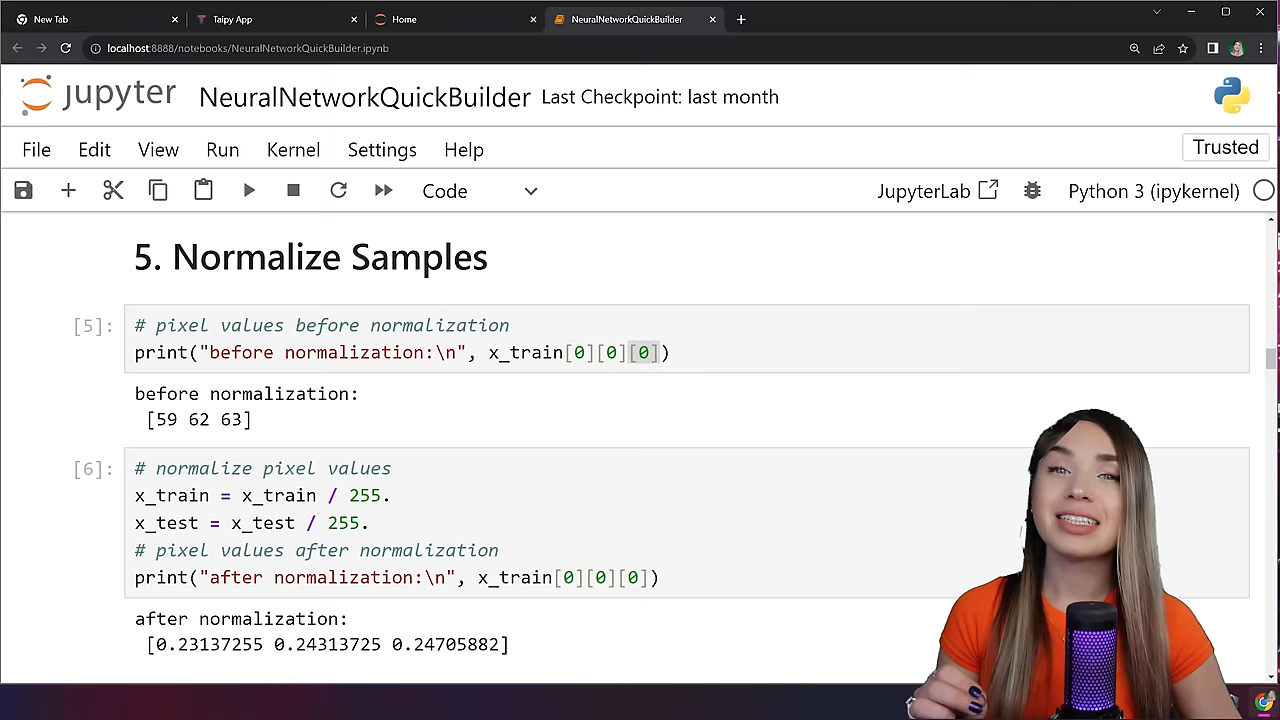 New Tab
Taipy App
Home
NeuralNetworkQuickBuilder
localhost:8888/notebooks/NeuralNetworkQuickBuilder.ipynb
jupyter NeuralNetworkQuickBuilder Last Checkpoint: last month
File Edit View Run Kernel Settings Help Trusted
Code JupyterLab Python 3 (ipykernel)
5. Normalize Samples
[5]: # pixel values before normalization
print("before normalization:\n", x_train[0][0][0])
before normalization:
[59 62 63]
[6]: # normalize pixel values
x_train = x_train / 255.
x_test = x_test / 255.
# pixel values after normalization
print("after normalization:\n", x_train[0][0][0])
after normalization:
[0.23137255 0.24313725 0.24705882]